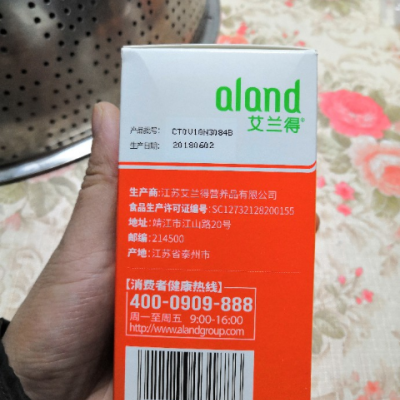 aland
艾兰得®
产品批号: CT0V18N3084B
生产日期: 20180602
生产商:江苏艾兰得营养品有限公司
食品生产许可证编号:SC12732128200155
地址:靖江市江山路20号
邮编:214500
产地:江苏省泰州市
【消费者健康热线】
400-0909-888
周一至周五 9:00-16:00
http://www.alandgroup.com